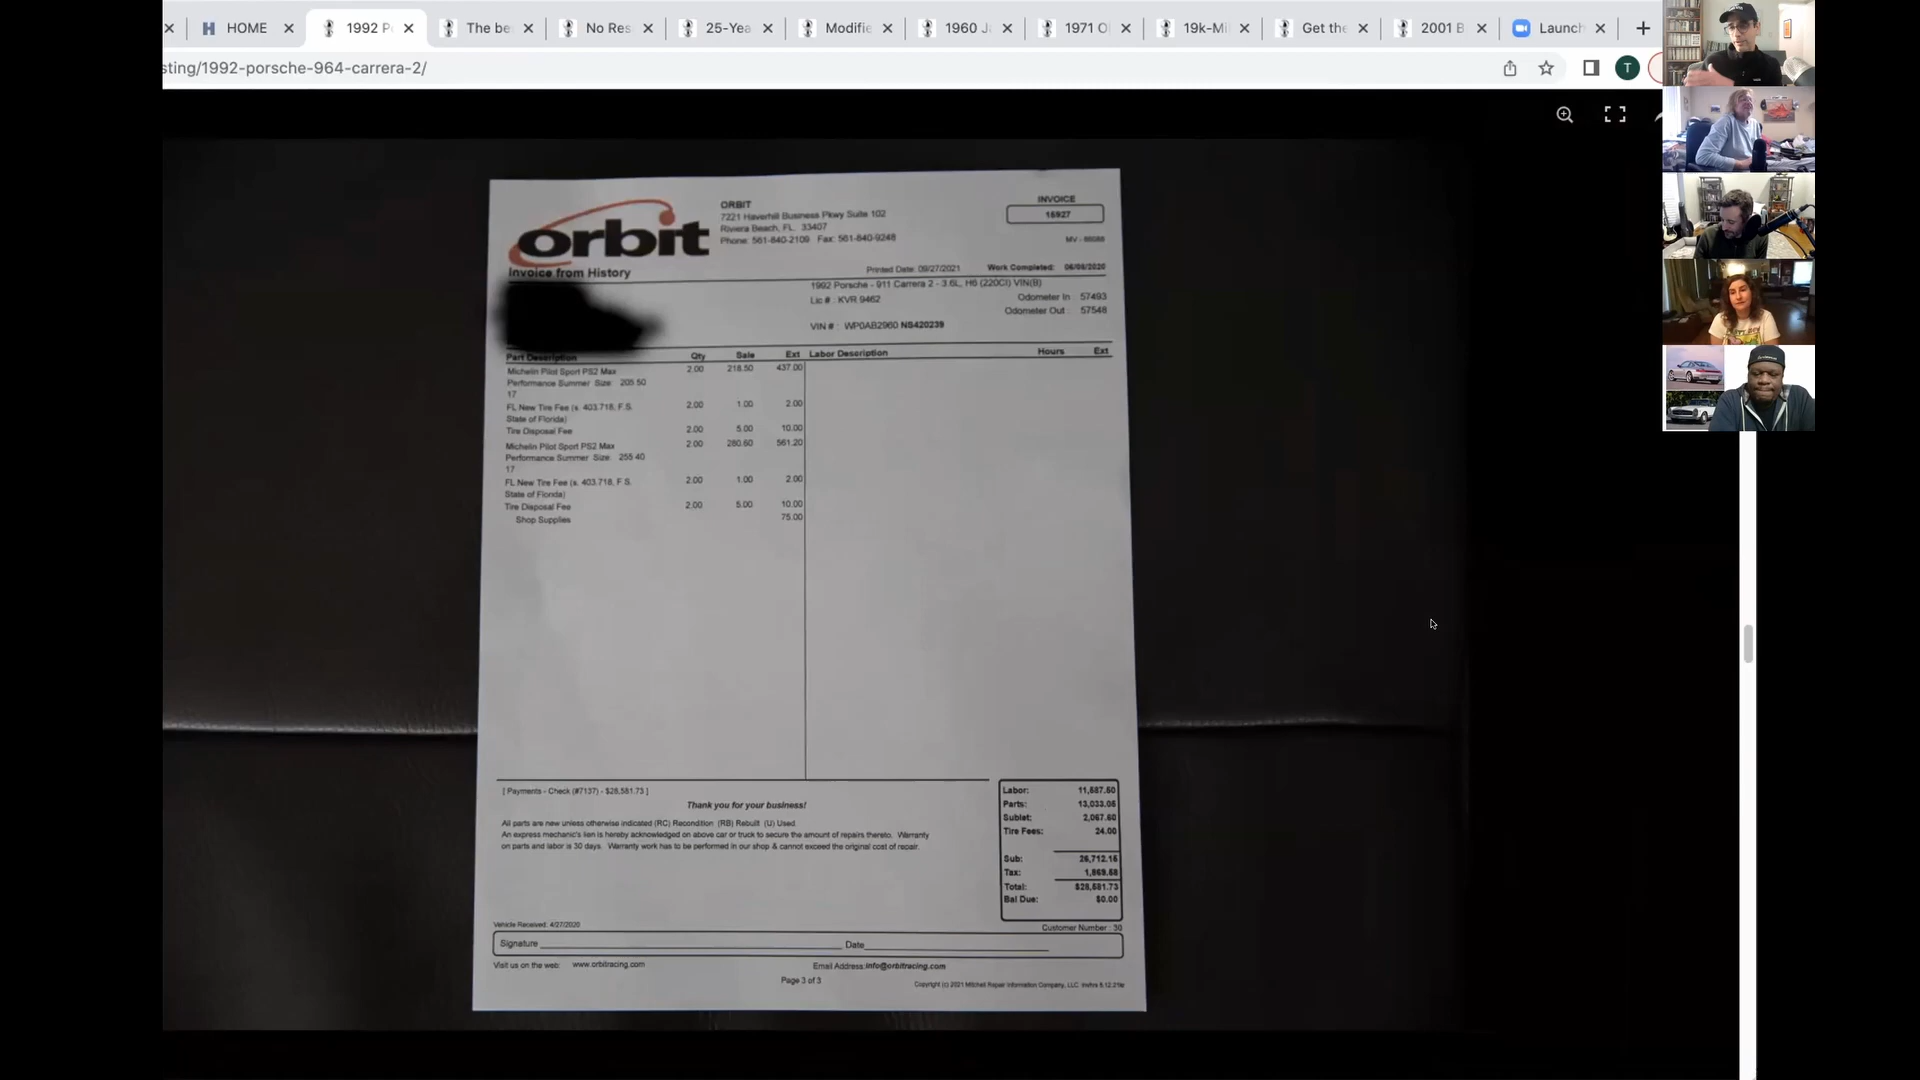 HOME
1992 P
The be
No Res
25-Yea
Modifie
1960 J
1971 O
19k-Mi
Get the
2001 B
Launch
sting/1992-porsche-964-carrera-2/
T
orbit
ORBIT
7221 Haverhill Business Pkwy Suite 102
Riviera Beach, FL. 33407
Phone: 561-840-2109 Fax: 561-840-9248
INVOICE
15927
Invoice from History
Printed Date: 09/27/2021 Work Completed: 06/08/2020
1992 Porsche - 911 Carrera 2 - 3.6L, H6 (220CI) VIN(B)
Lic # : KVR 9462 Odometer In : 57493
Odometer Out : 57548
VIN # : WP0AB2960 NS420239
Part Description Qty Sale Ext Labor Description Hours Ext
Michelin Pilot Sport PS2 Max 2.00 218.50 437.00
Performance Summer Size 205 50
17
FL New Tire Fee (s. 403.718, F.S. 2.00 1.00 2.00
State of Florida)
Tire Disposal Fee 2.00 5.00 10.00
Michelin Pilot Sport PS2 Max 2.00 280.60 561.20
Performance Summer Size 255 40
17
FL New Tire Fee (s. 403.718, F.S. 2.00 1.00 2.00
State of Florida)
Tire Disposal Fee 2.00 5.00 10.00
Shop Supplies 75.00
[ Payments - Check (#7137) - $28,581.73 ]
Thank you for your business!
All parts are new unless otherwise indicated (RC) Recondition (RB) Rebuilt (U) Used
An express mechanic's lien is hereby acknowledged on above car or truck to secure the amount of repairs thereto. Warranty
on parts and labor is 30 days. Warranty work has to be performed in our shop & cannot exceed the original cost of repair.
Labor: 11,587.50
Parts: 13,033.05
Sublet: 2,067.60
Tire Fees: 24.00
Sub: 26,712.15
Tax: 1,869.58
Total: $28,581.73
Bal Due: $0.00
Vehicle Received: 4/27/2020
Customer Number : 30
Signature Date
Visit us on the web: www.orbitracing.com Email Address: info@orbitracing.com
Page 3 of 3
Copyright (c) 2021 Mitchell Repair Information Company, LLC